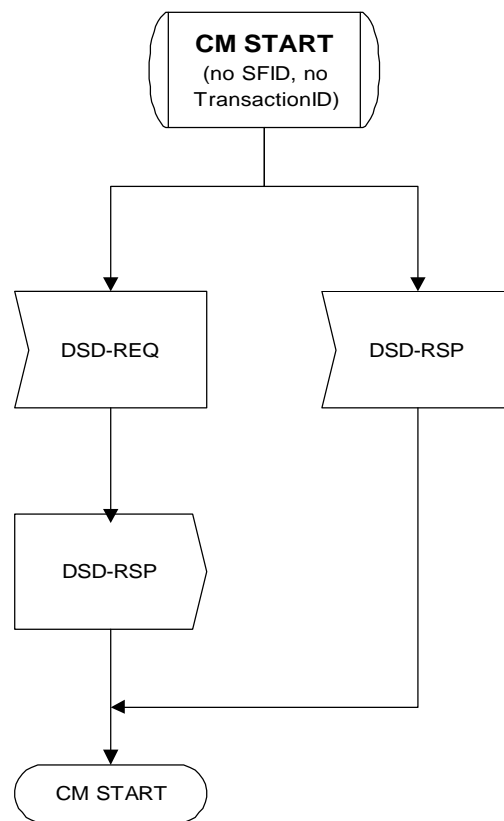 CM START
(no SFID, no
TransactionID)
DSD-REQ
DSD-RSP
DSD-RSP
CM START